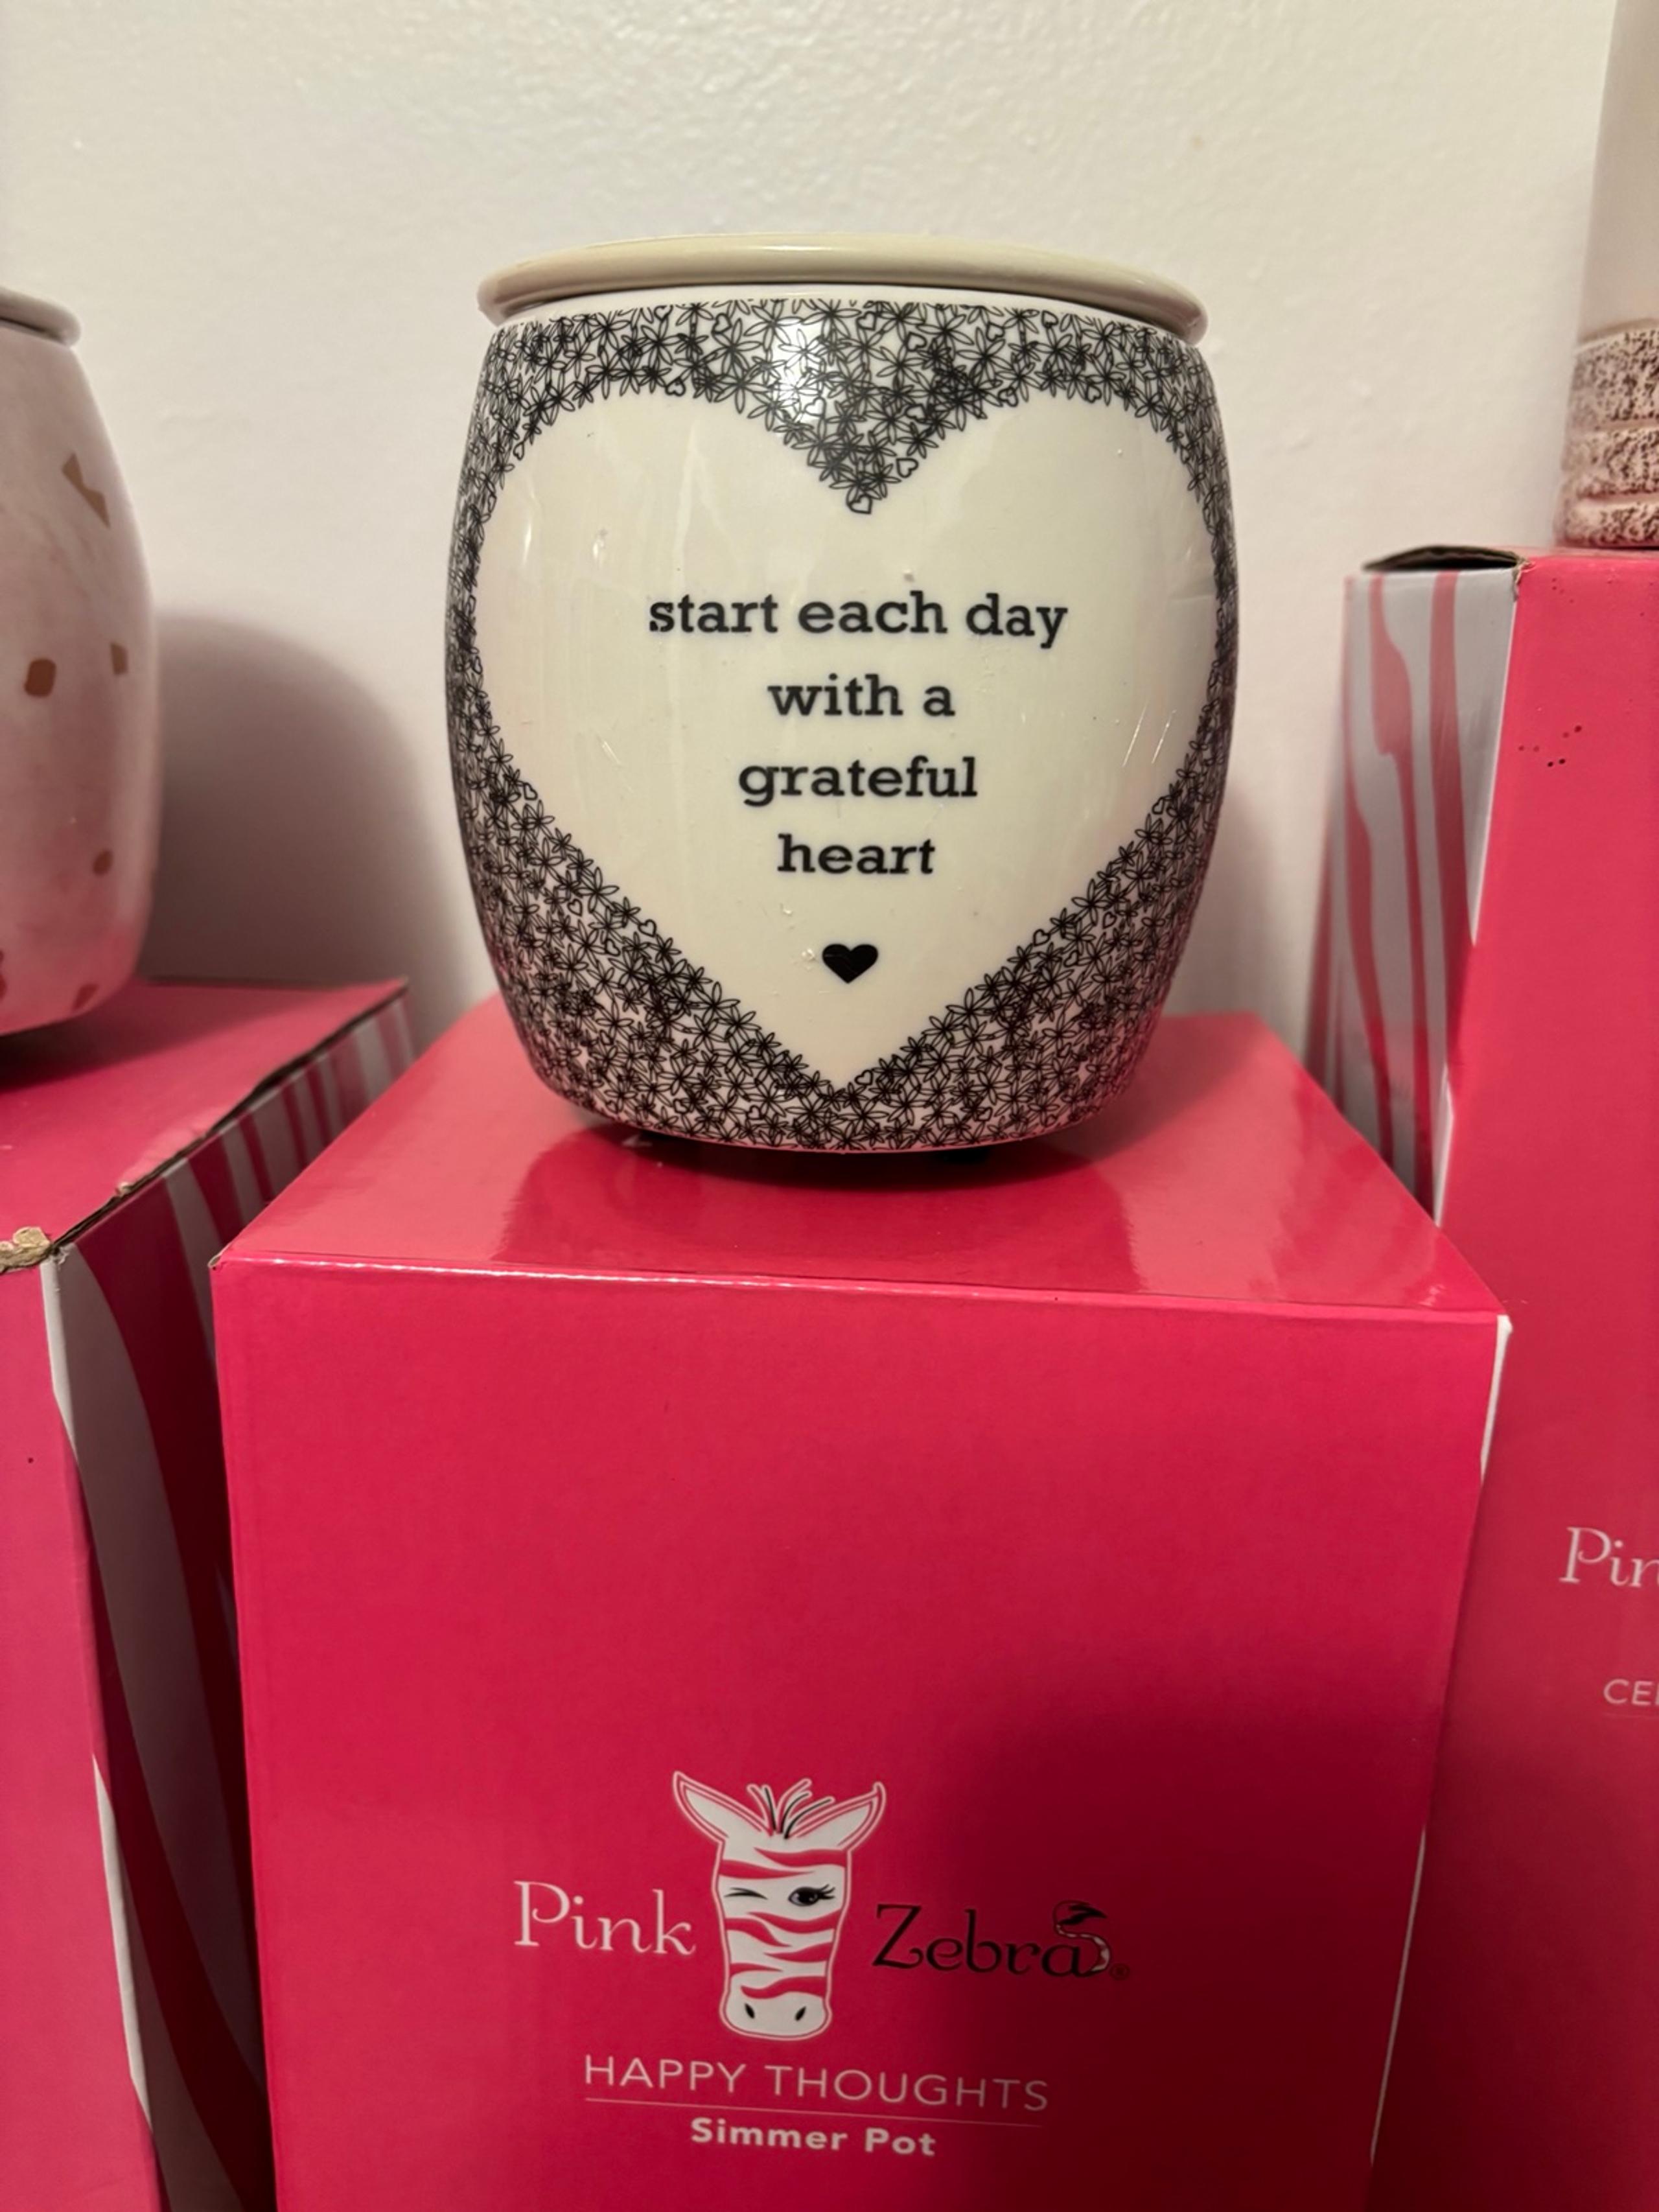 start each day
with a
grateful
heart
Pink Zebra®
HAPPY THOUGHTS
Simmer Pot